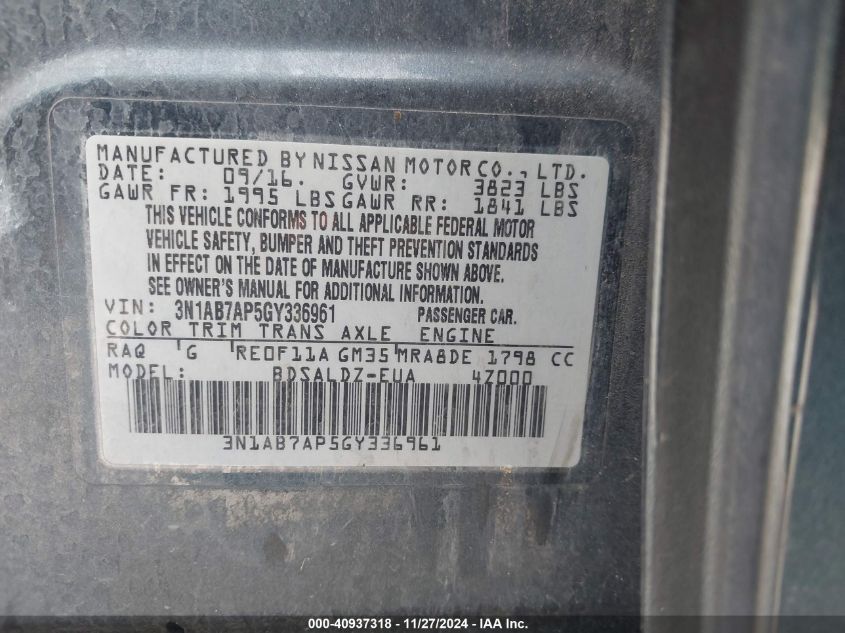 MANUFACTURED BY NISSAN MOTOR CO., LTD.
DATE: 09/16. GVWR: 3823 LBS
GAWR FR: 1995 LBS GAWR RR: 1841 LBS
THIS VEHICLE CONFORMS TO ALL APPLICABLE FEDERAL MOTOR
VEHICLE SAFETY, BUMPER AND THEFT PREVENTION STANDARDS
IN EFFECT ON THE DATE OF MANUFACTURE SHOWN ABOVE.
SEE OWNER'S MANUAL FOR ADDITIONAL INFORMATION.
VIN: 3N1AB7AP5GY336961 PASSENGER CAR.
COLOR TRIM TRANS AXLE ENGINE
RAQ G RE0F11A GM35 MRA8DE 1798 CC
MODEL: BDSALDZ-EUA 4Z000
3N1AB7AP5GY336961
000-40937318 - 11/27/2024 - IAA Inc.